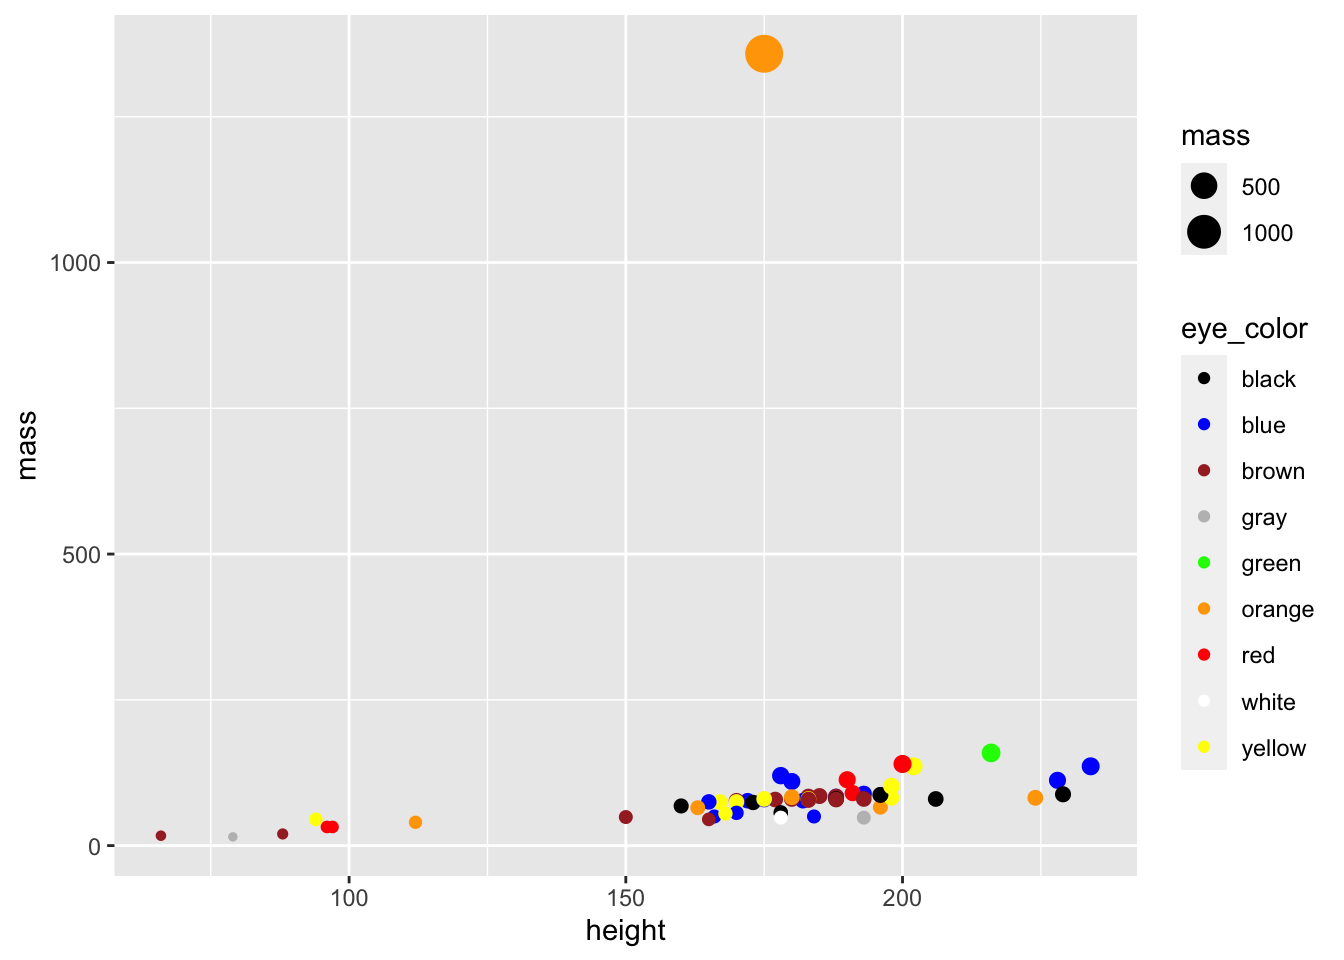 mass
500
1000
eye_color
black
blue
brown
gray
green
orange
red
white
yellow
1000
500
0
mass
100
150
200
height